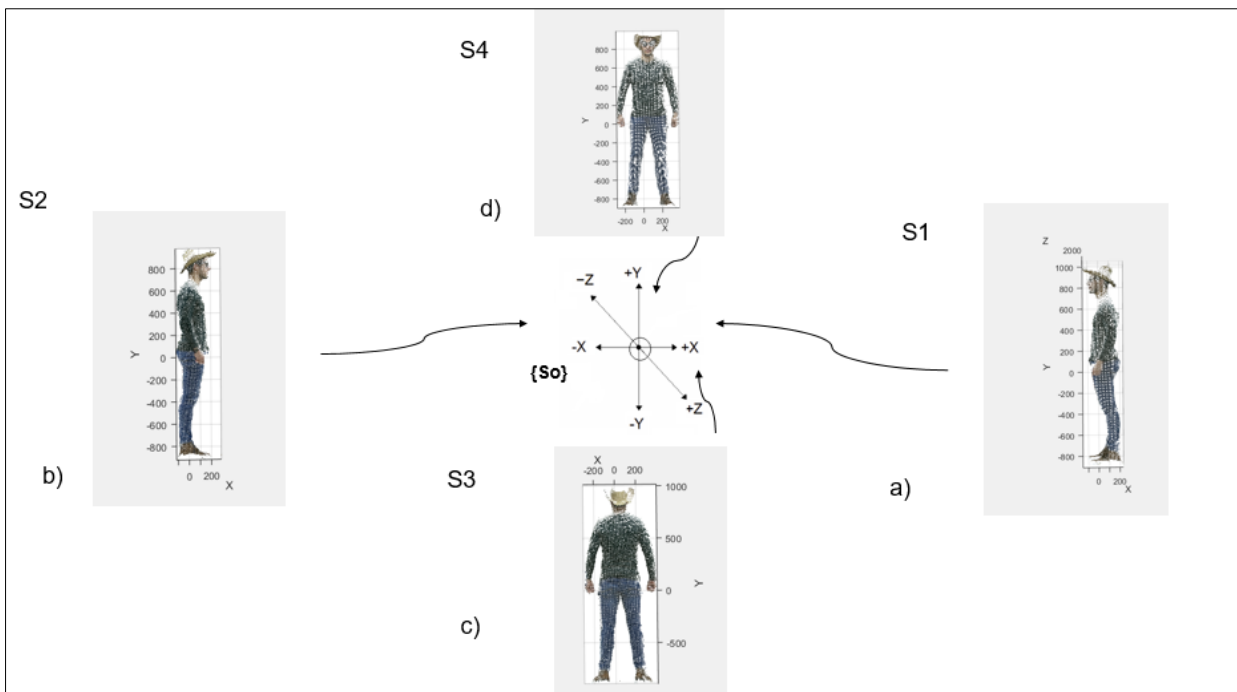 S4
800
600
400
200
0
-200
-400
-600
-800
Y
-200 0 200
X
d)
S2
800
600
400
200
0
-200
-400
-600
-800
Y
0 200
X
b)
S1
Z
2000
1000
800
600
400
200
0
-200
-400
-600
-800
Y
0 200
X
a)
+Y
–Z
-X
+X
{So}
+Z
-Y
S3
X
-200 0 200
1000
500
0
-500
Y
c)